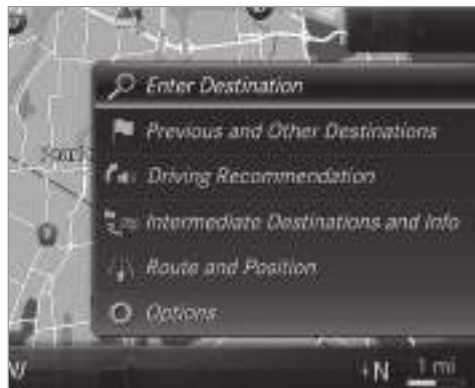 Enter Destination
Previous and Other Destinations
Driving Recommendation
Intermediate Destinations and Info
Route and Position
Options
N 1 mi